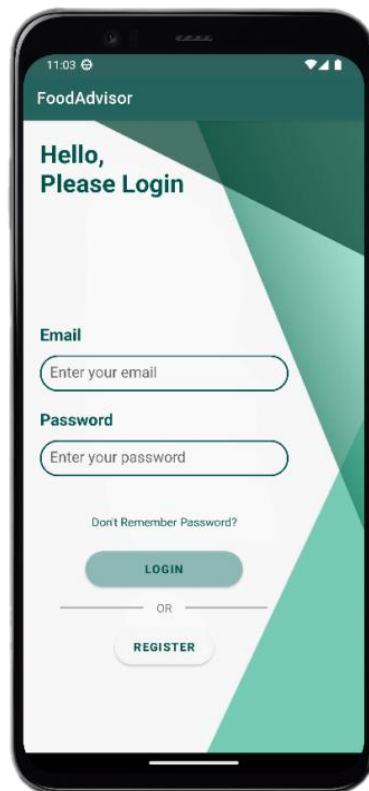 11:03
FoodAdvisor
Hello,
Please Login
Email
Enter your email
Password
Enter your password
Don't Remember Password?
LOGIN
OR
REGISTER